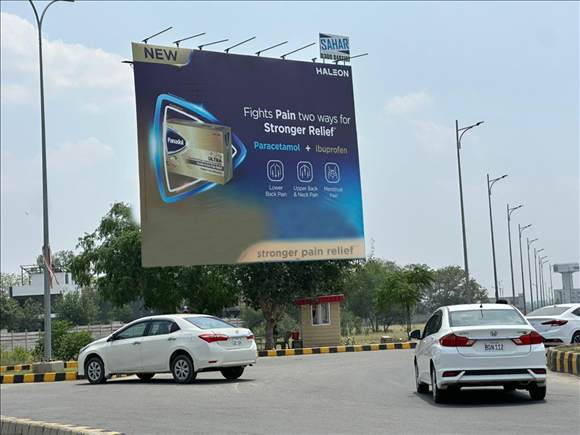 NEW
SAHAR
HALEON
Fights Pain two ways for
Stronger Relief*
Paracetamol + Ibuprofen
Panadol
ULTRA
Lower
Back Pain
Upper Back
& Neck Pain
Menstrual
Pain
stronger pain relief